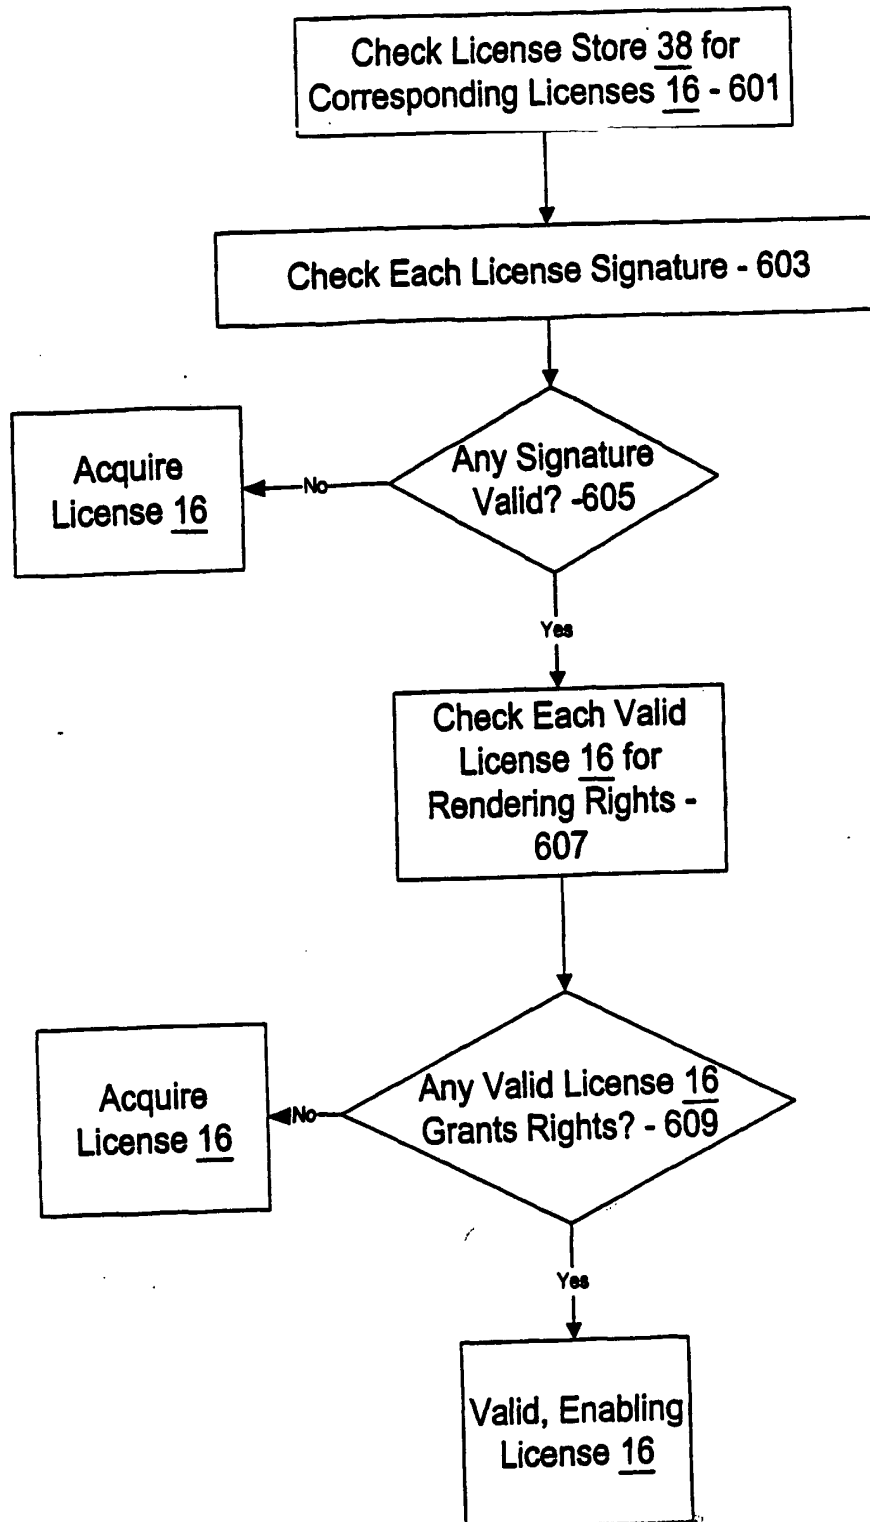 Check License Store 38 for
Corresponding Licenses 16 - 601
Check Each License Signature - 603
Any Signature
Valid? -605
No
Acquire
License 16
Yes
Check Each Valid
License 16 for
Rendering Rights -
607
Any Valid License 16
Grants Rights? - 609
No
Acquire
License 16
Yes
Valid, Enabling
License 16